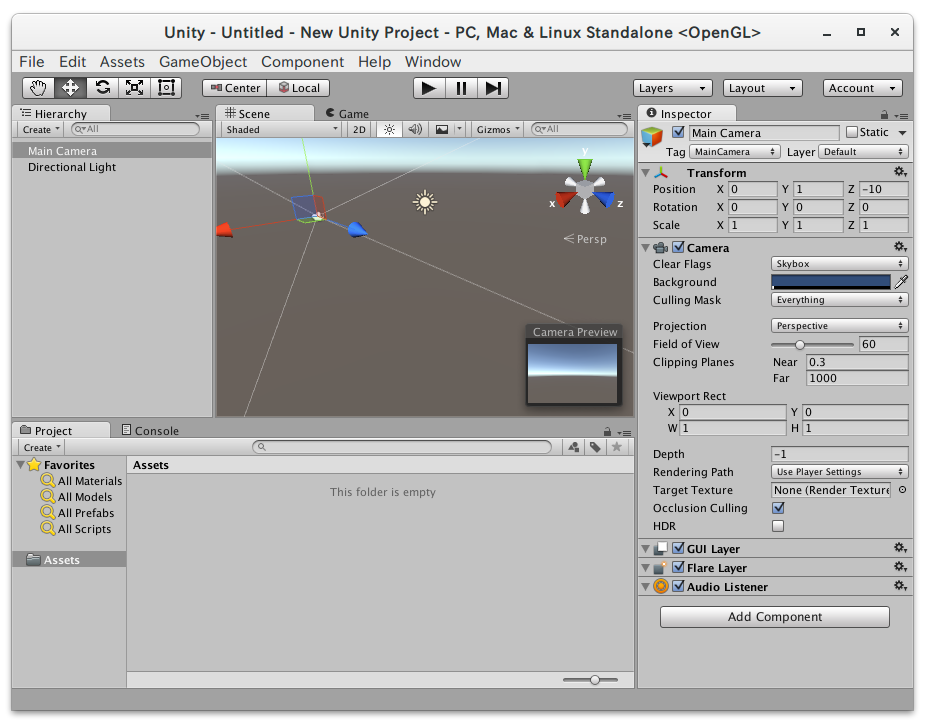 Unity - Untitled - New Unity Project - PC, Mac & Linux Standalone <OpenGL>
File Edit Assets GameObject Component Help Window
Center Local Layers Layout Account
Hierarchy
Create All
Main Camera
Directional Light
Scene Game
Shaded 2D Gizmos All
y
x z
Persp
Camera Preview
Project Console
Create
Favorites
All Materials
All Models
All Prefabs
All Scripts
Assets
Assets
This folder is empty
Inspector
Main Camera Static
Tag MainCamera Layer Default
Transform
Position X 0 Y 1 Z -10
Rotation X 0 Y 0 Z 0
Scale X 1 Y 1 Z 1
Camera
Clear Flags Skybox
Background
Culling Mask Everything
Projection Perspective
Field of View 60
Clipping Planes Near 0.3
Far 1000
Viewport Rect
X 0 Y 0
W 1 H 1
Depth -1
Rendering Path Use Player Settings
Target Texture None (Render Texture
Occlusion Culling
HDR
GUI Layer
Flare Layer
Audio Listener
Add Component